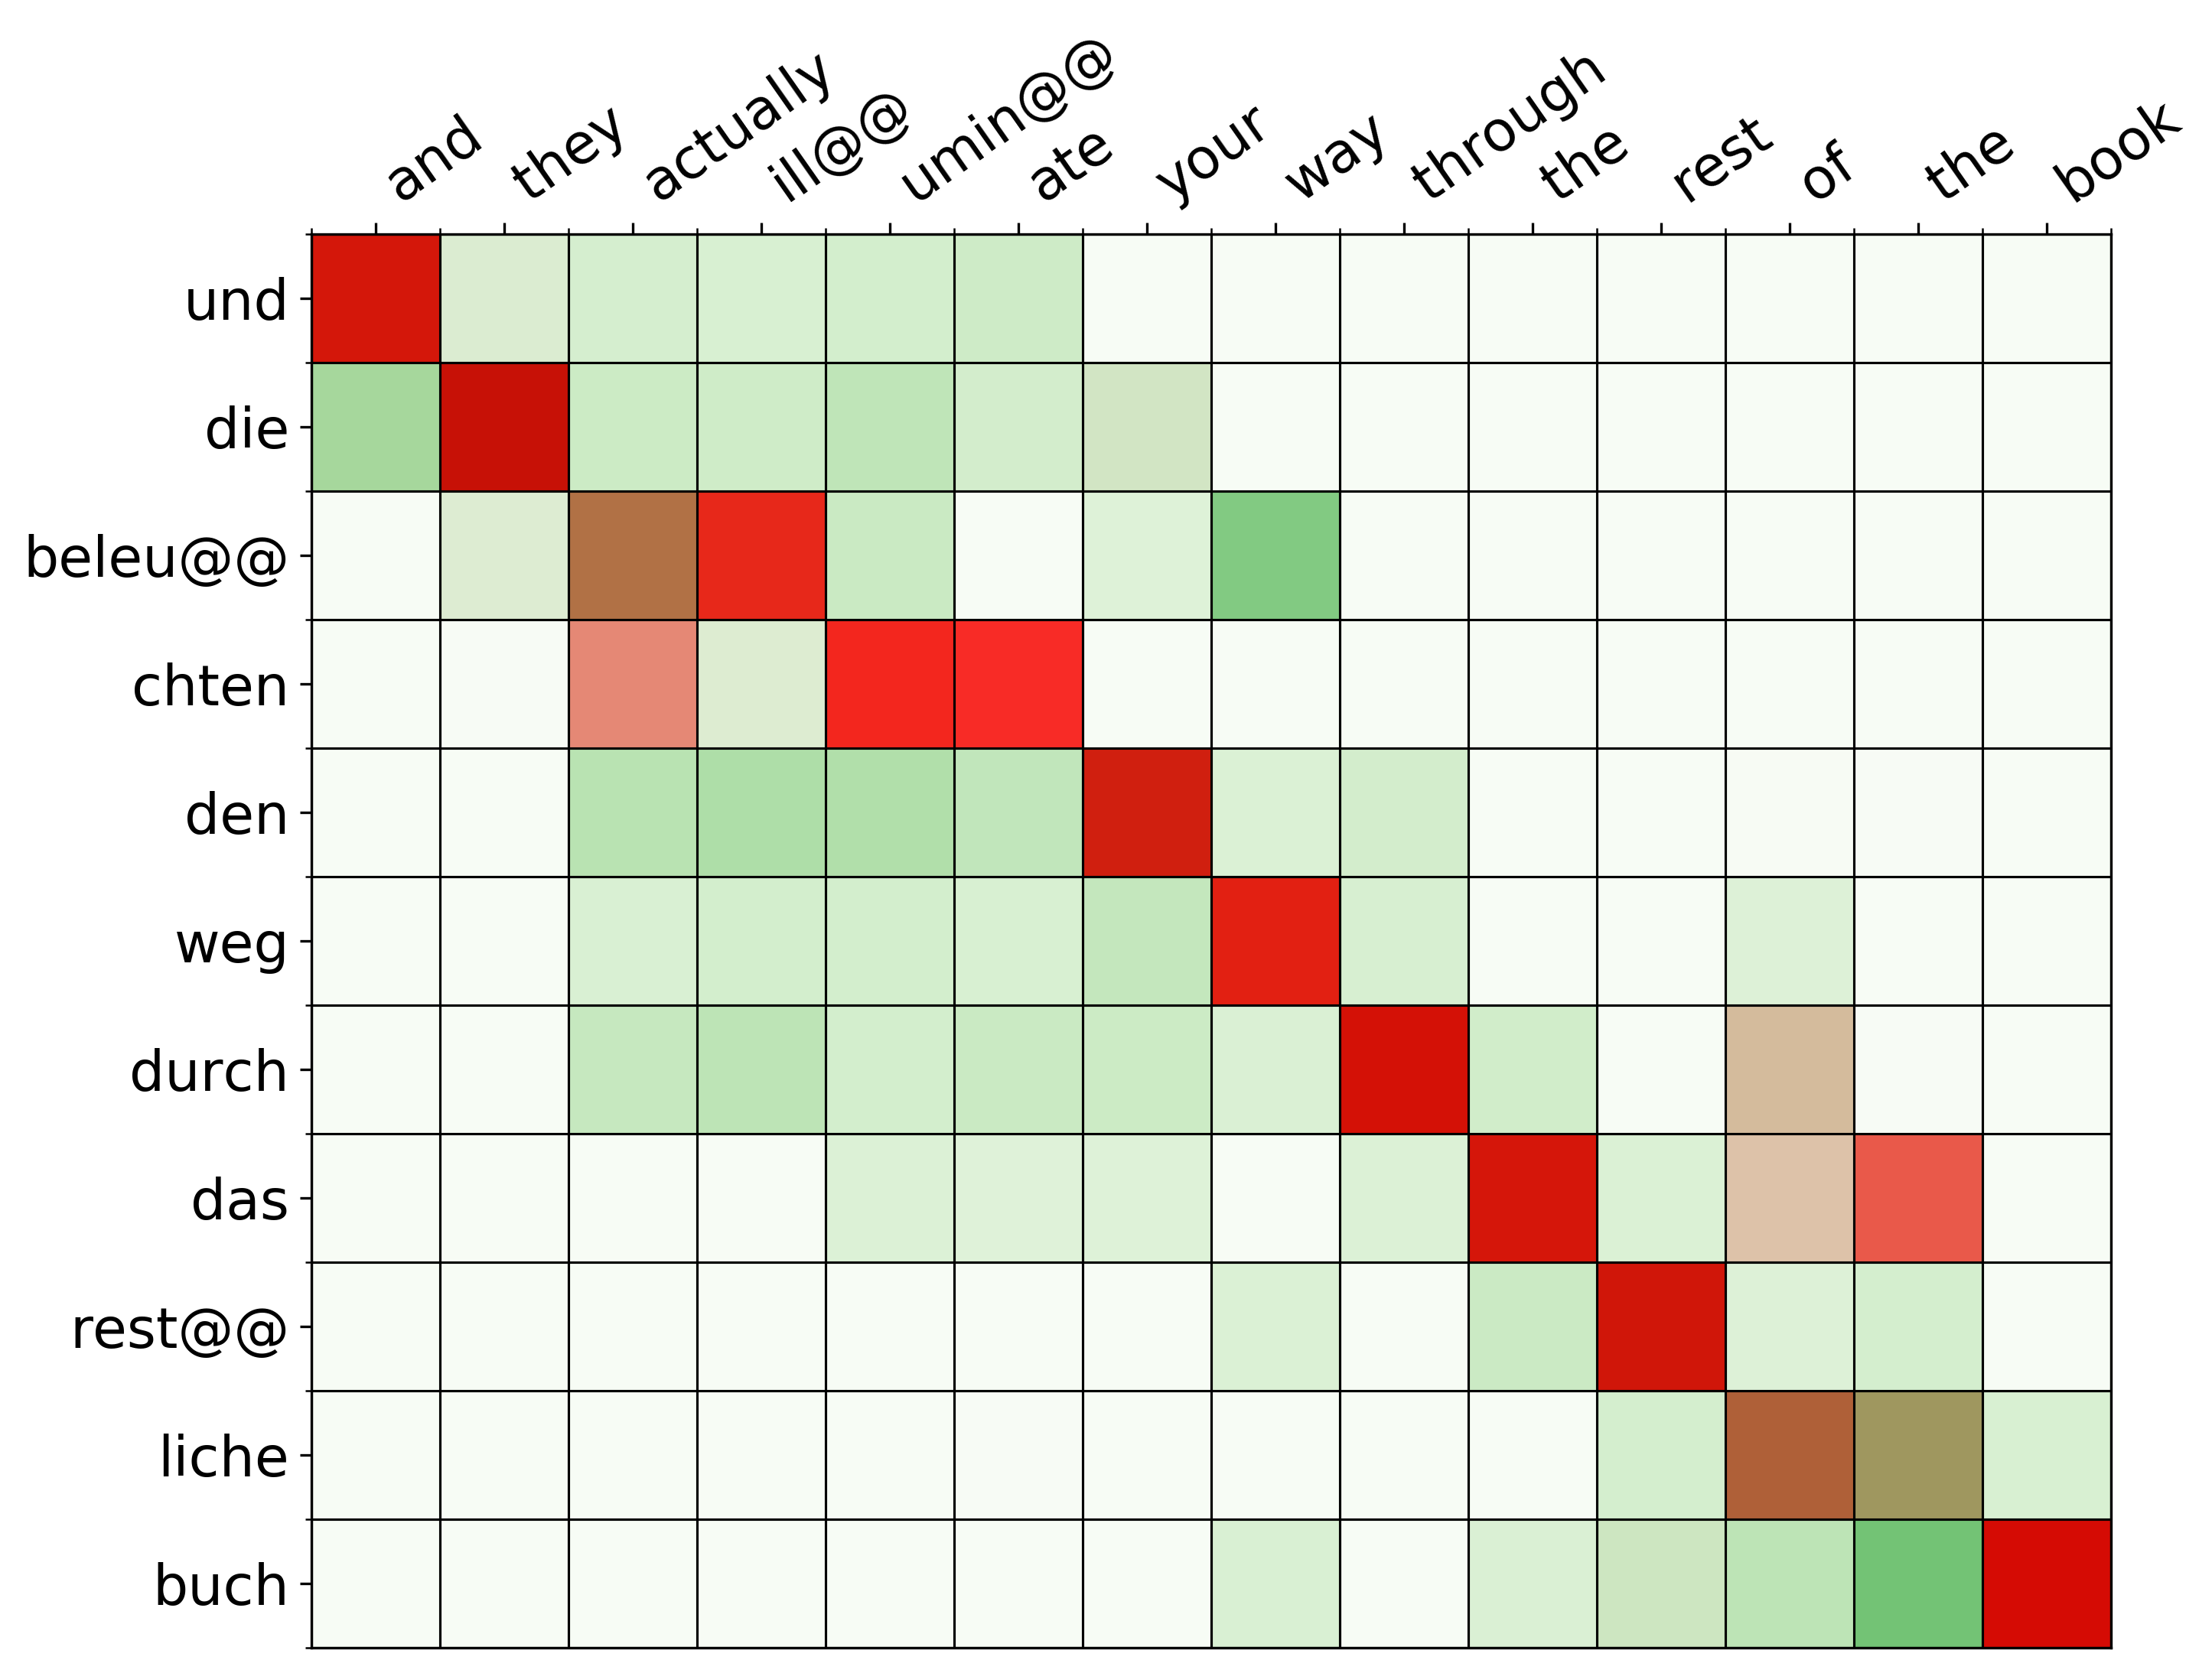 and they actually ill@@ umin@@ ate your way through the rest of the book
und
die
beleu@@
chten
den
weg
durch
das
rest@@
liche
buch